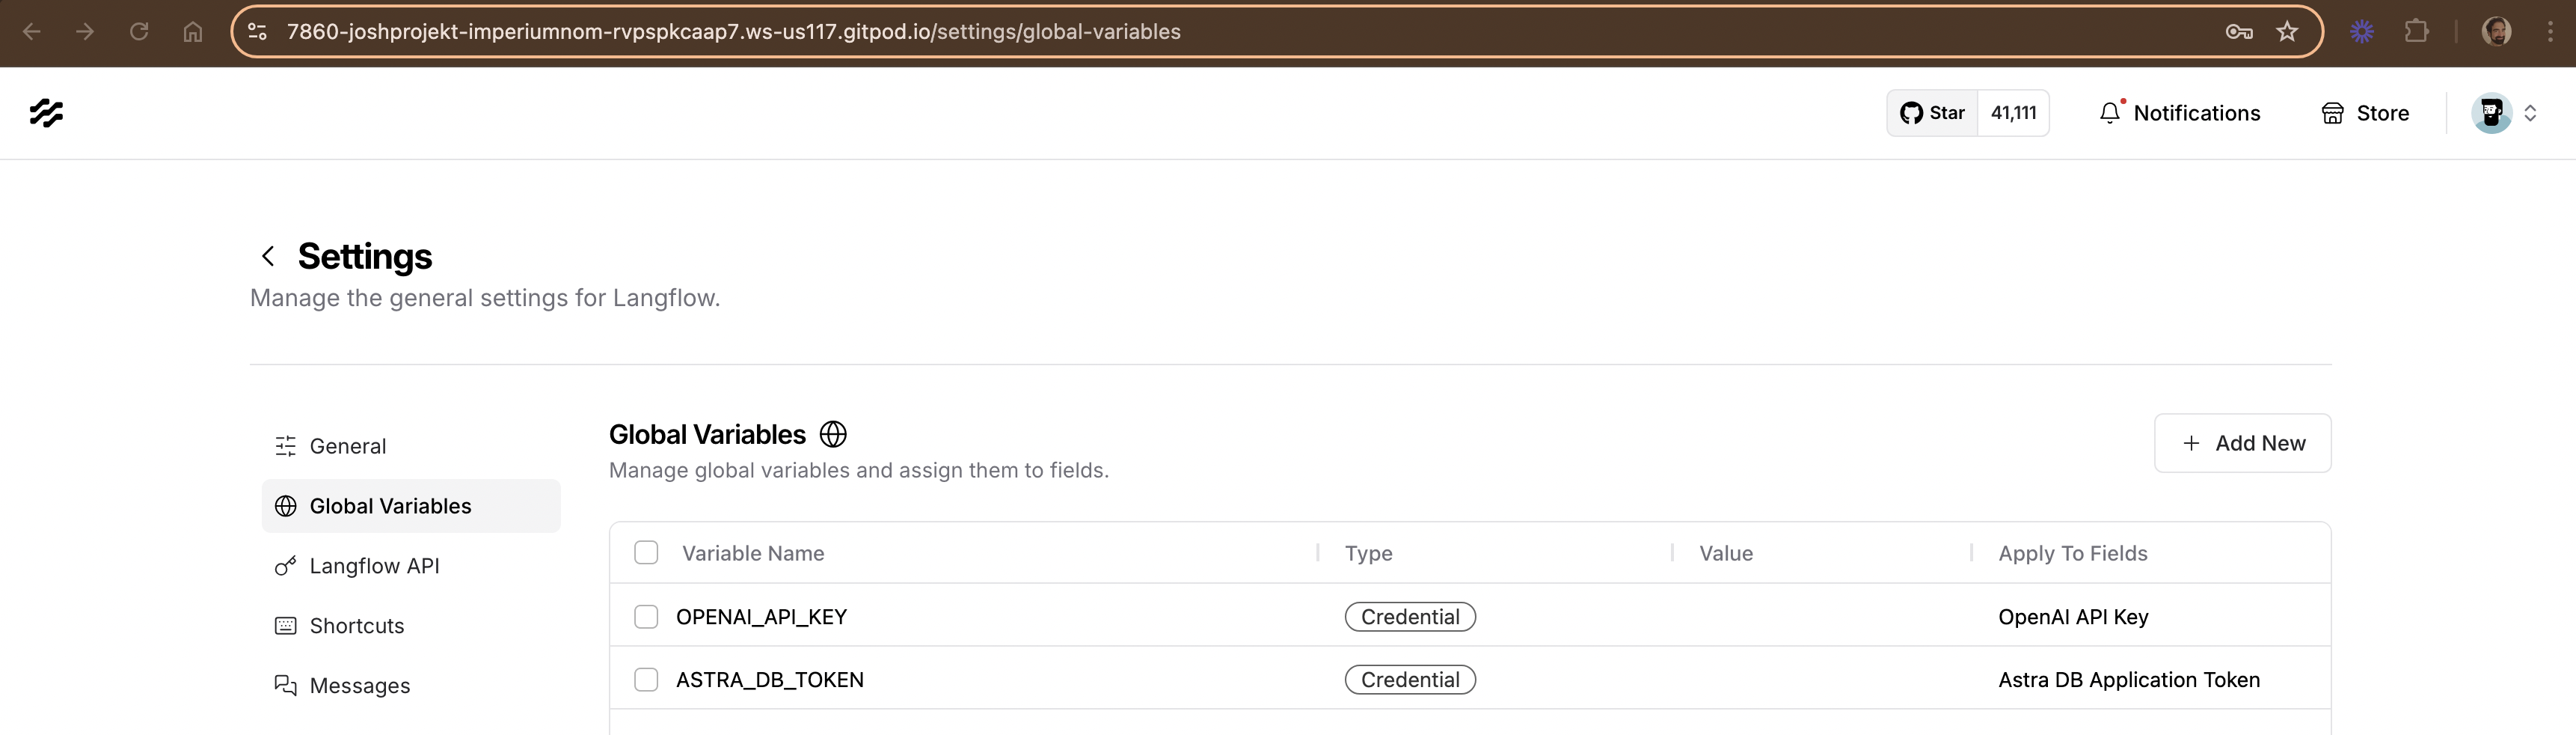 7860-joshprojekt-imperiumnom-rvpspkcaap7.ws-us117.gitpod.io/settings/global-variables
Star 41,111 Notifications Store
Settings
Manage the general settings for Langflow.
General
Global Variables
Langflow API
Shortcuts
Messages
Global Variables
Manage global variables and assign them to fields.
Add New
Variable Name Type Value Apply To Fields
OPENAI_API_KEY Credential OpenAI API Key
ASTRA_DB_TOKEN Credential Astra DB Application Token